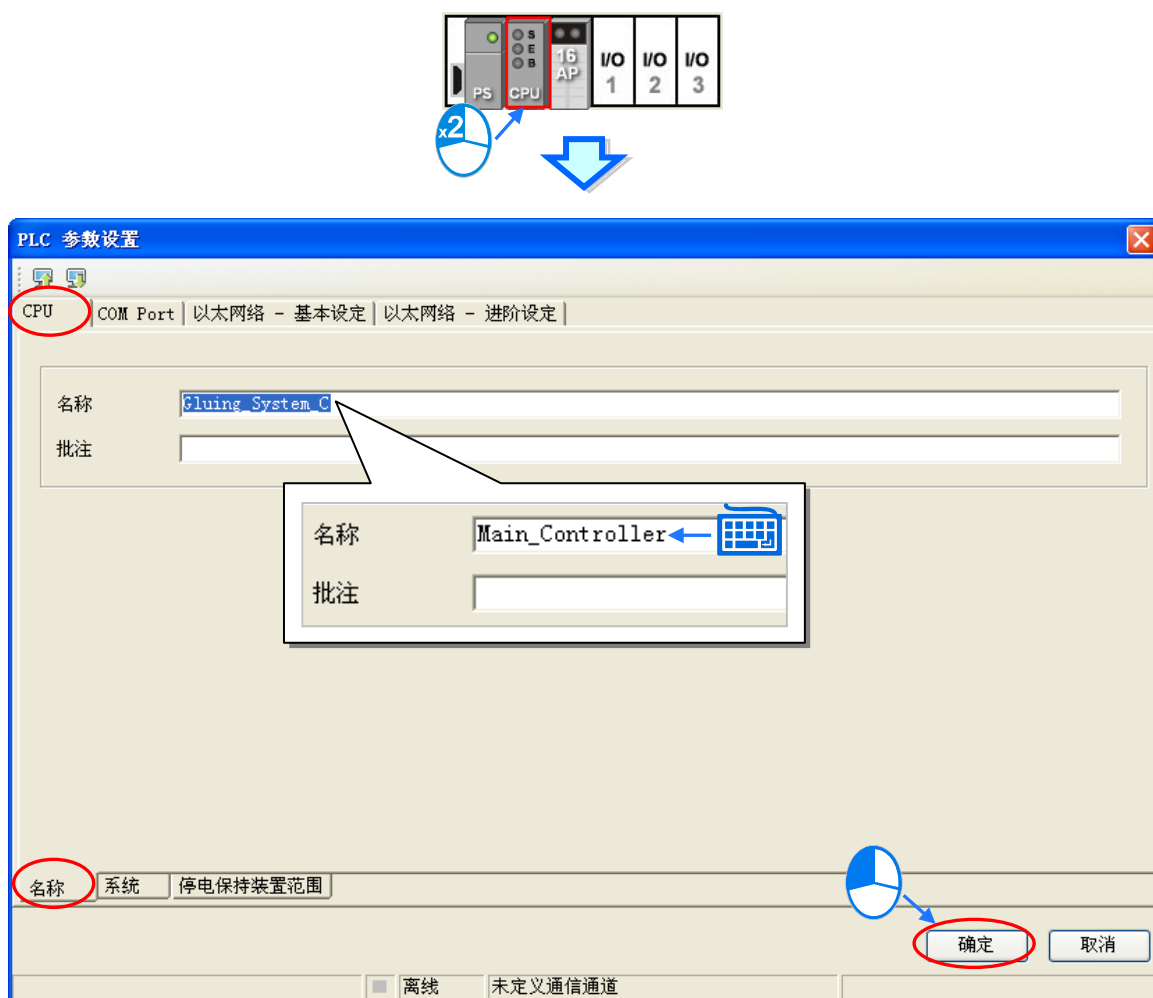 S
E
B
16
AP
PS
CPU
I/O
1
I/O
2
I/O
3
x2
PLC 参数设置
CPU
COM Port
以太网络 - 基本设定
以太网络 - 进阶设定
名称
Gluing_System_C
批注
名称
Main_Controller
批注
名称
系统
停电保持装置范围
确定
取消
离线
未定义通信通道